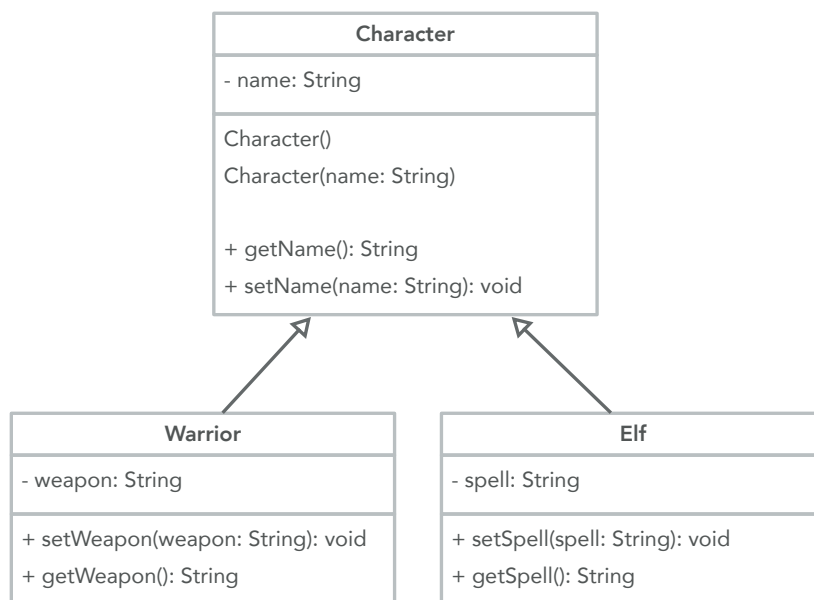 Character
- name: String
Character()
Character(name: String)
+ getName(): String
+ setName(name: String): void
Warrior
- weapon: String
+ setWeapon(weapon: String): void
+ getWeapon(): String
Elf
- spell: String
+ setSpell(spell: String): void
+ getSpell(): String